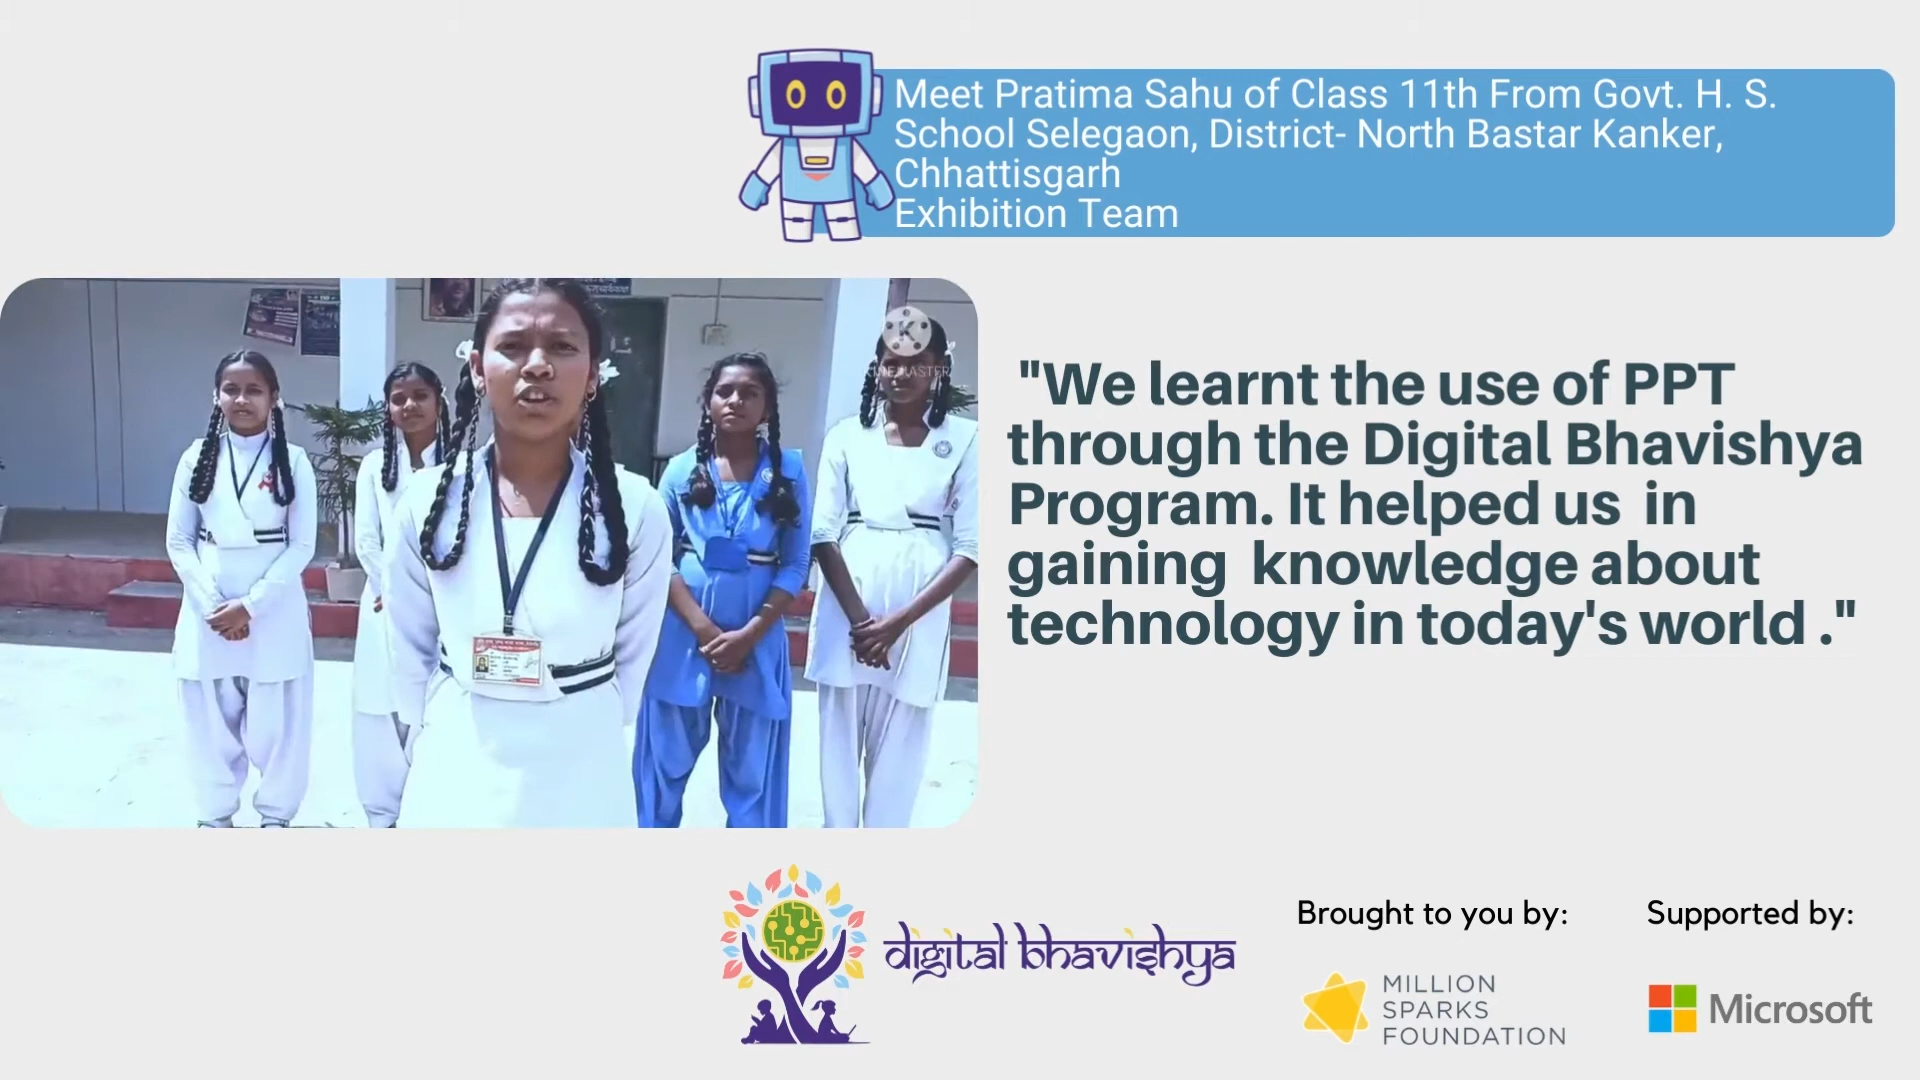 Meet Pratima Sahu of Class 11th From Govt. H. S.
School Selegaon, District- North Bastar Kanker,
Chhattisgarh
Exhibition Team
K
KINEMASTER
"We learnt the use of PPT
through the Digital Bhavishya
Program. It helped us  in
gaining  knowledge about
technology in today's world ."
digital bhavishya
Brought to you by:
MILLION
SPARKS
FOUNDATION
Supported by:
Microsoft